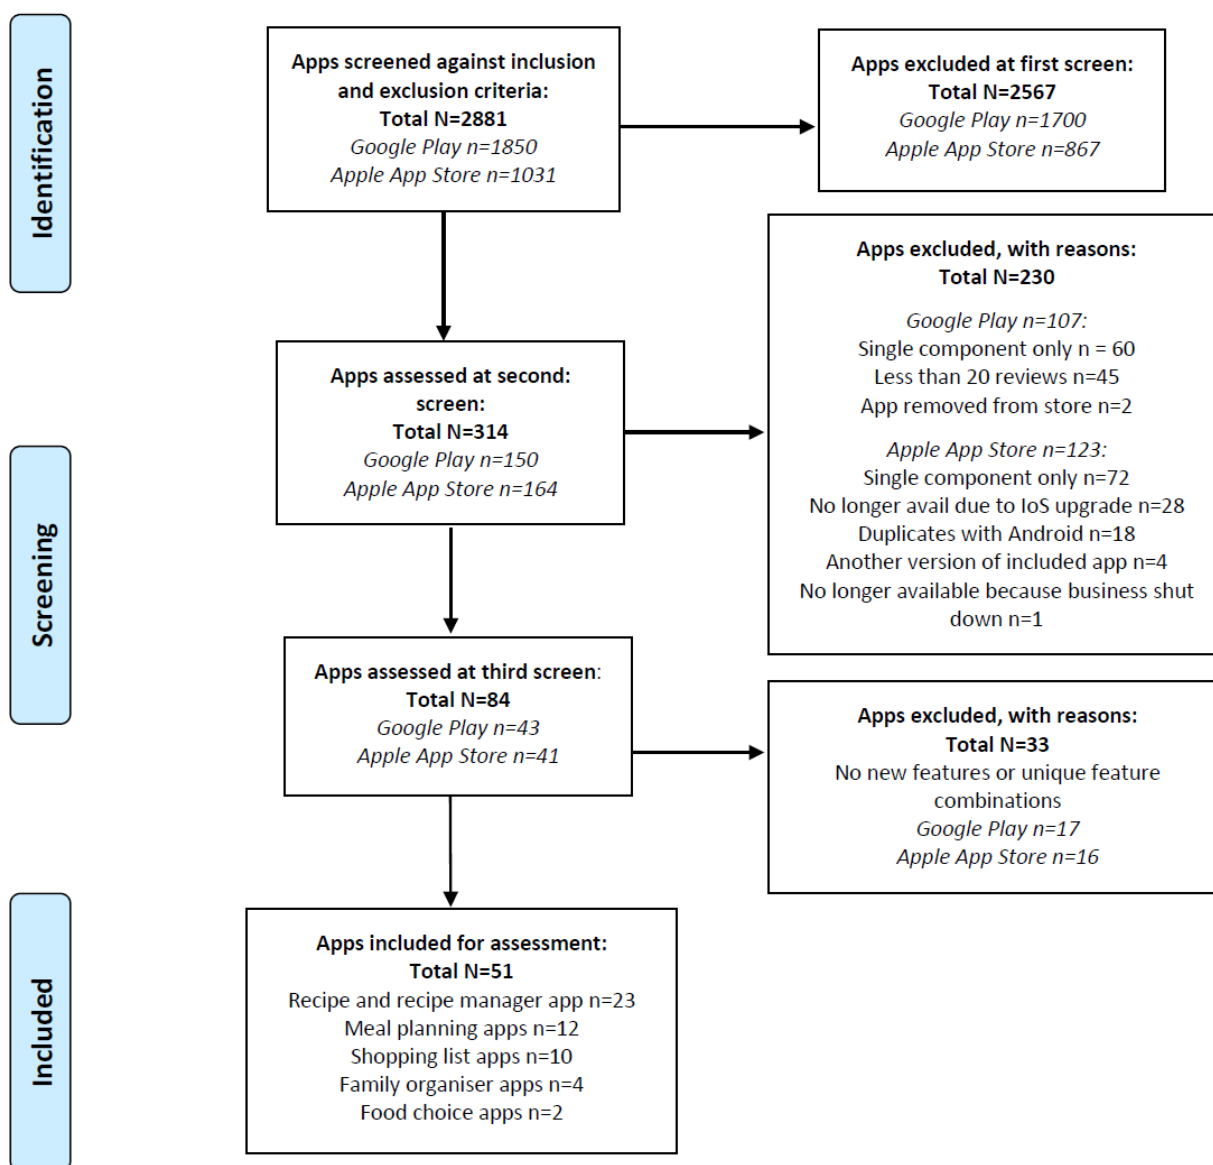 Identification
Apps screened against inclusion
and exclusion criteria:
Total N=2881
Google Play n=1850
Apple App Store n=1031
Apps excluded at first screen:
Total N=2567
Google Play n=1700
Apple App Store n=867
Apps excluded, with reasons:
Total N=230
Google Play n=107:
Single component only n = 60
Less than 20 reviews n=45
App removed from store n=2
Apple App Store n=123:
Single component only n=72
No longer avail due to IoS upgrade n=28
Duplicates with Android n=18
Another version of included app n=4
No longer available because business shut
down n=1
Screening
Apps assessed at second:
screen:
Total N=314
Google Play n=150
Apple App Store n=164
Apps assessed at third screen:
Total N=84
Google Play n=43
Apple App Store n=41
Apps excluded, with reasons:
Total N=33
No new features or unique feature
combinations
Google Play n=17
Apple App Store n=16
Included
Apps included for assessment:
Total N=51
Recipe and recipe manager app n=23
Meal planning apps n=12
Shopping list apps n=10
Family organiser apps n=4
Food choice apps n=2